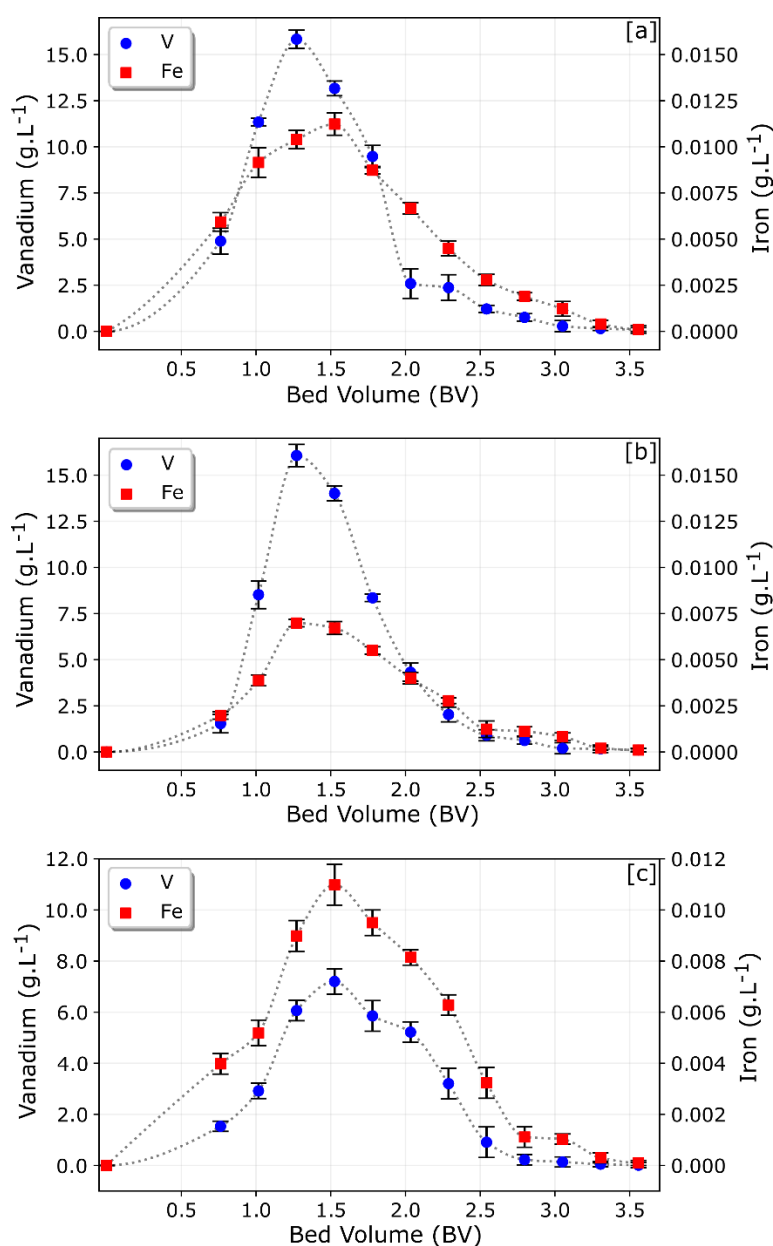 [a]
V
Fe
Vanadium (g.L⁻¹)
15.0
12.5
10.0
7.5
5.0
2.5
0.0
0.0150
0.0125
0.0100
0.0075
0.0050
0.0025
0.0000
Iron (g.L⁻¹)
0.5 1.0 1.5 2.0 2.5 3.0 3.5
Bed Volume (BV)
[b]
V
Fe
Vanadium (g.L⁻¹)
15.0
12.5
10.0
7.5
5.0
2.5
0.0
0.0150
0.0125
0.0100
0.0075
0.0050
0.0025
0.0000
Iron (g.L⁻¹)
0.5 1.0 1.5 2.0 2.5 3.0 3.5
Bed Volume (BV)
[c]
V
Fe
Vanadium (g.L⁻¹)
12.0
10.0
8.0
6.0
4.0
2.0
0.0
0.012
0.010
0.008
0.006
0.004
0.002
0.000
Iron (g.L⁻¹)
0.5 1.0 1.5 2.0 2.5 3.0 3.5
Bed Volume (BV)